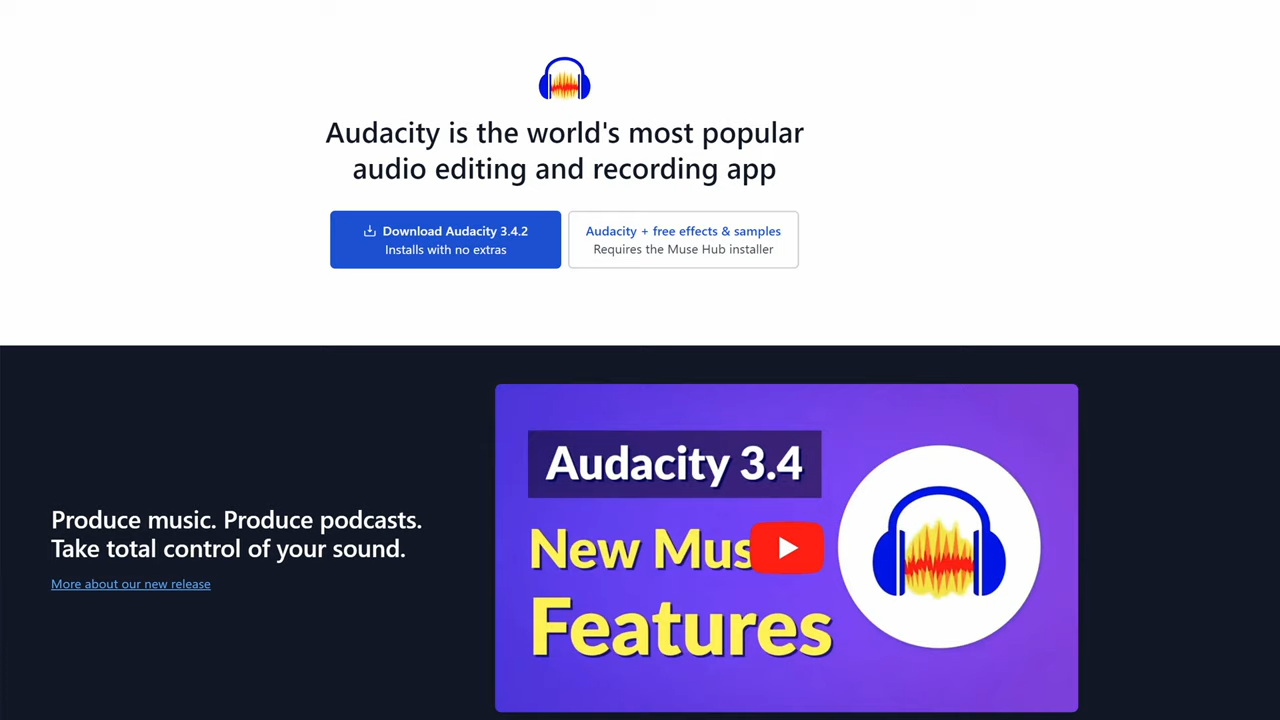 Audacity is the world's most popular
audio editing and recording app
Download Audacity 3.4.2
Installs with no extras
Audacity + free effects & samples
Requires the Muse Hub installer
Produce music. Produce podcasts.
Take total control of your sound.
More about our new release
Audacity 3.4
New Mus
Features